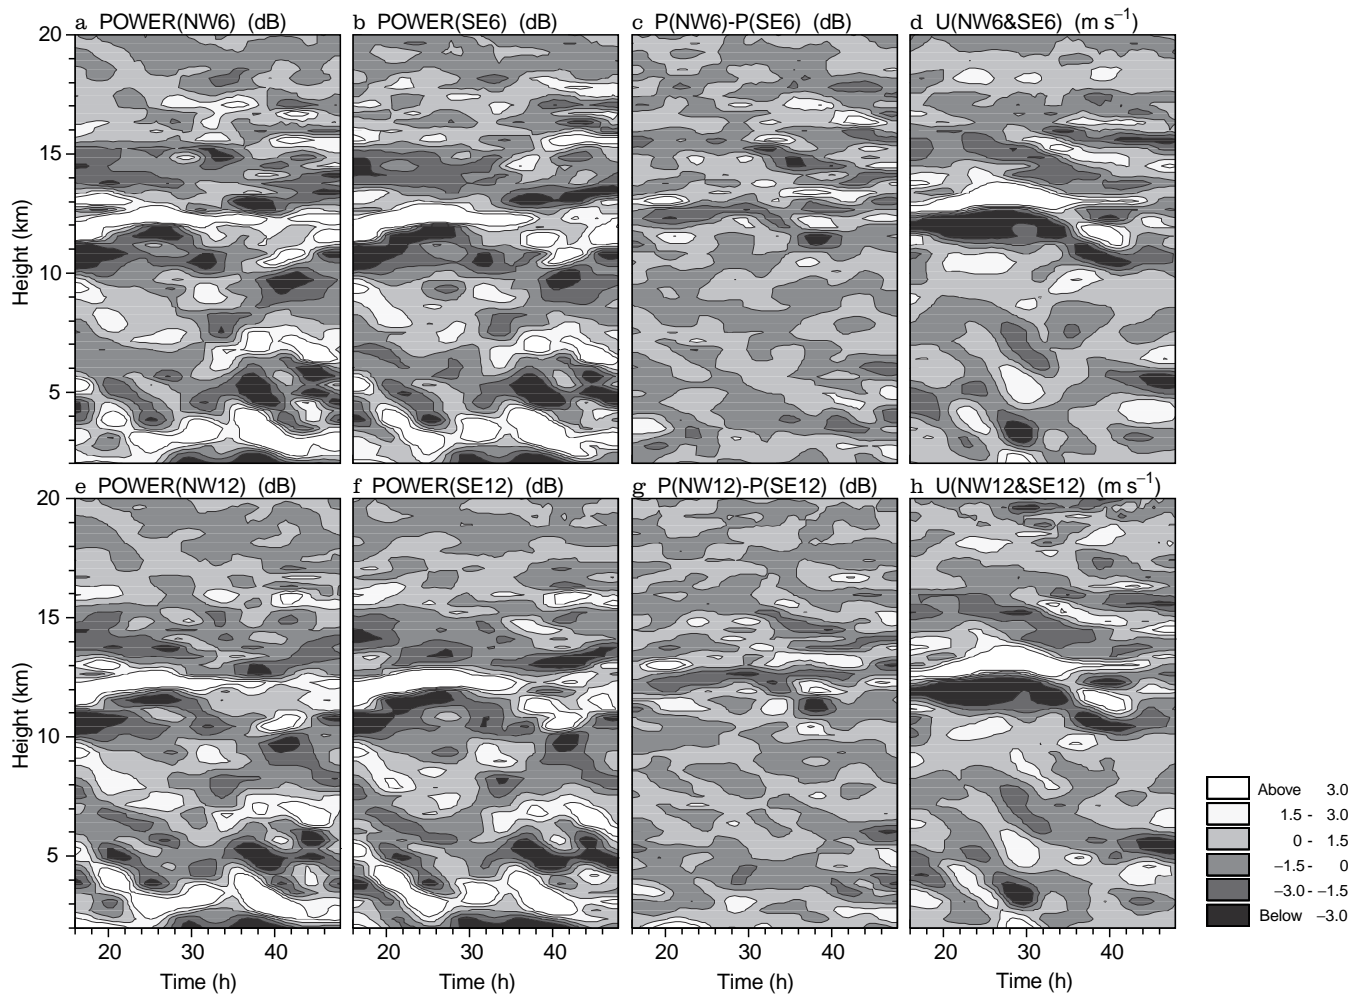 a POWER(NW6) (dB)
b POWER(SE6) (dB)
c P(NW6)-P(SE6) (dB)
d U(NW6&SE6) (m s⁻¹)
20
15
10
5
Height (km)
e POWER(NW12) (dB)
f POWER(SE12) (dB)
g P(NW12)-P(SE12) (dB)
h U(NW12&SE12) (m s⁻¹)
20
15
10
5
Height (km)
20 30 40
20 30 40
20 30 40
20 30 40
Time (h)
Time (h)
Time (h)
Time (h)
Above 3.0
1.5 - 3.0
0 - 1.5
–1.5 - 0
–3.0 - –1.5
Below –3.0